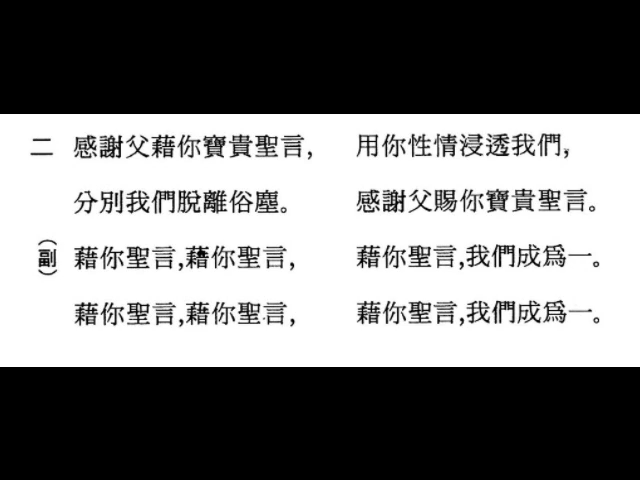 二 感謝父藉你寶貴聖言, 用你性情浸透我們,
分別我們脫離俗塵。 感謝父賜你寶貴聖言。
(副) 藉你聖言,藉你聖言, 藉你聖言,我們成爲一。
藉你聖言,藉你聖言, 藉你聖言,我們成爲一。